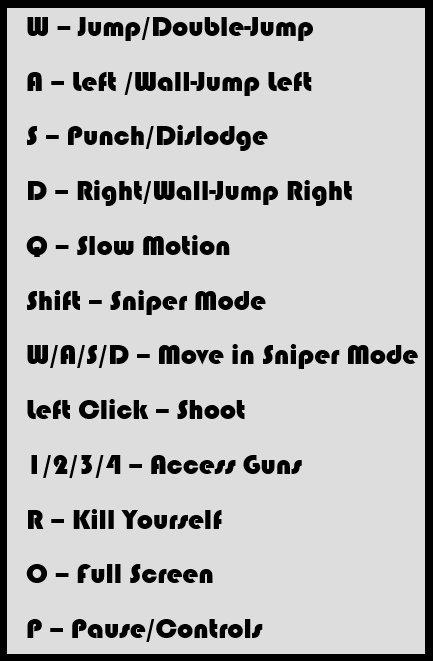 W – Jump/Double-Jump
A – Left /Wall-Jump Left
S – Punch/Dislodge
D – Right/Wall-Jump Right
Q – Slow Motion
Shift – Sniper Mode
W/A/S/D – Move in Sniper Mode
Left Click – Shoot
1/2/3/4 – Access Guns
R – Kill Yourself
O – Full Screen
P – Pause/Controls